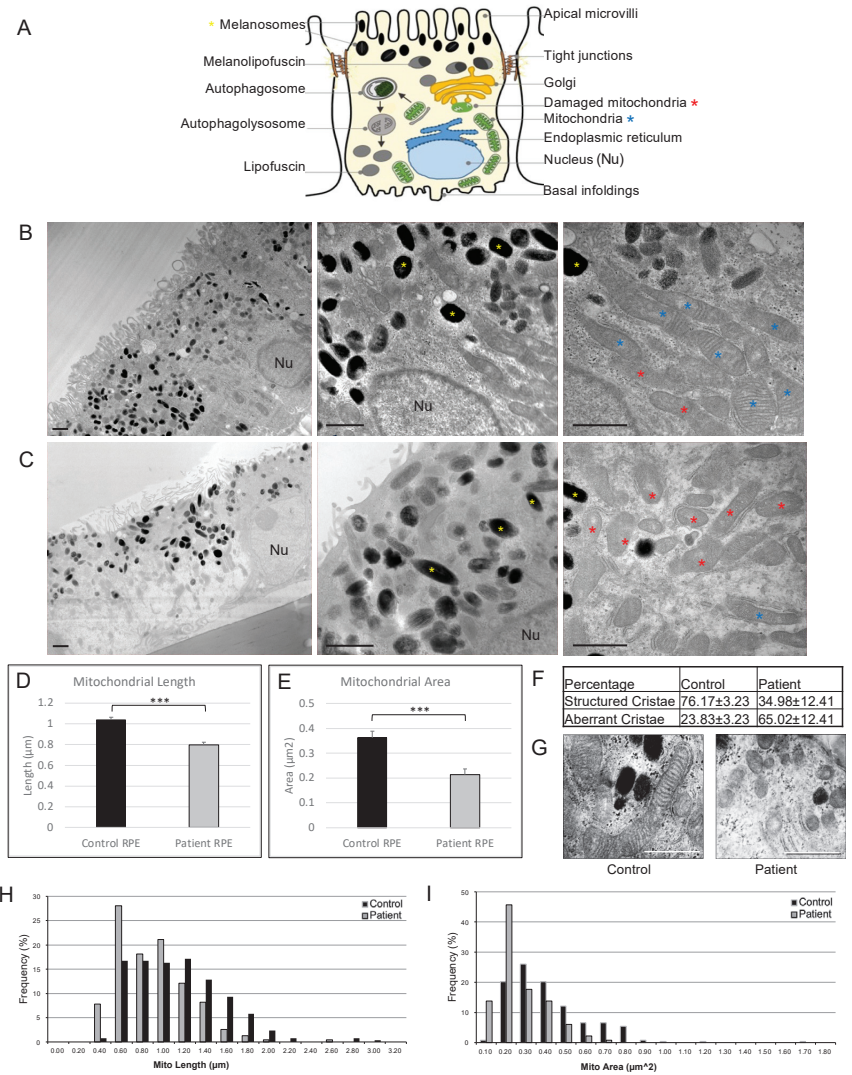 A
* Melanosomes
Melanolipofuscin
Autophagosome
Autophagolysosome
Lipofuscin
Apical microvilli
Tight junctions
Golgi
Damaged mitochondria *
Mitochondria *
Endoplasmic reticulum
Nucleus (Nu)
Basal infoldings
B
Nu
Nu
C
Nu
Nu
D
Mitochondrial Length
***
Length (µm)
1.2
1
0.8
0.6
0.4
0.2
0
Control RPE Patient RPE
E
Mitochondrial Area
***
Area (µm2)
0.5
0.4
0.3
0.2
0.1
0
Control RPE Patient RPE
F
Percentage Control Patient
Structured Cristae 76.17±3.23 34.98±12.41
Aberrant Cristae 23.83±3.23 65.02±12.41
G
Control Patient
H
Control
Patient
Frequency (%)
30
25
20
15
10
5
0
0.00 0.20 0.40 0.60 0.80 1.00 1.20 1.40 1.60 1.80 2.00 2.20 2.40 2.60 2.80 3.00 3.20
Mito Length (µm)
I
Control
Patient
Frequency (%)
50
40
30
20
10
0
0.10 0.20 0.30 0.40 0.50 0.60 0.70 0.80 0.90 1.00 1.10 1.20 1.30 1.40 1.50 1.60 1.70 1.80
Mito Area (µm^2)